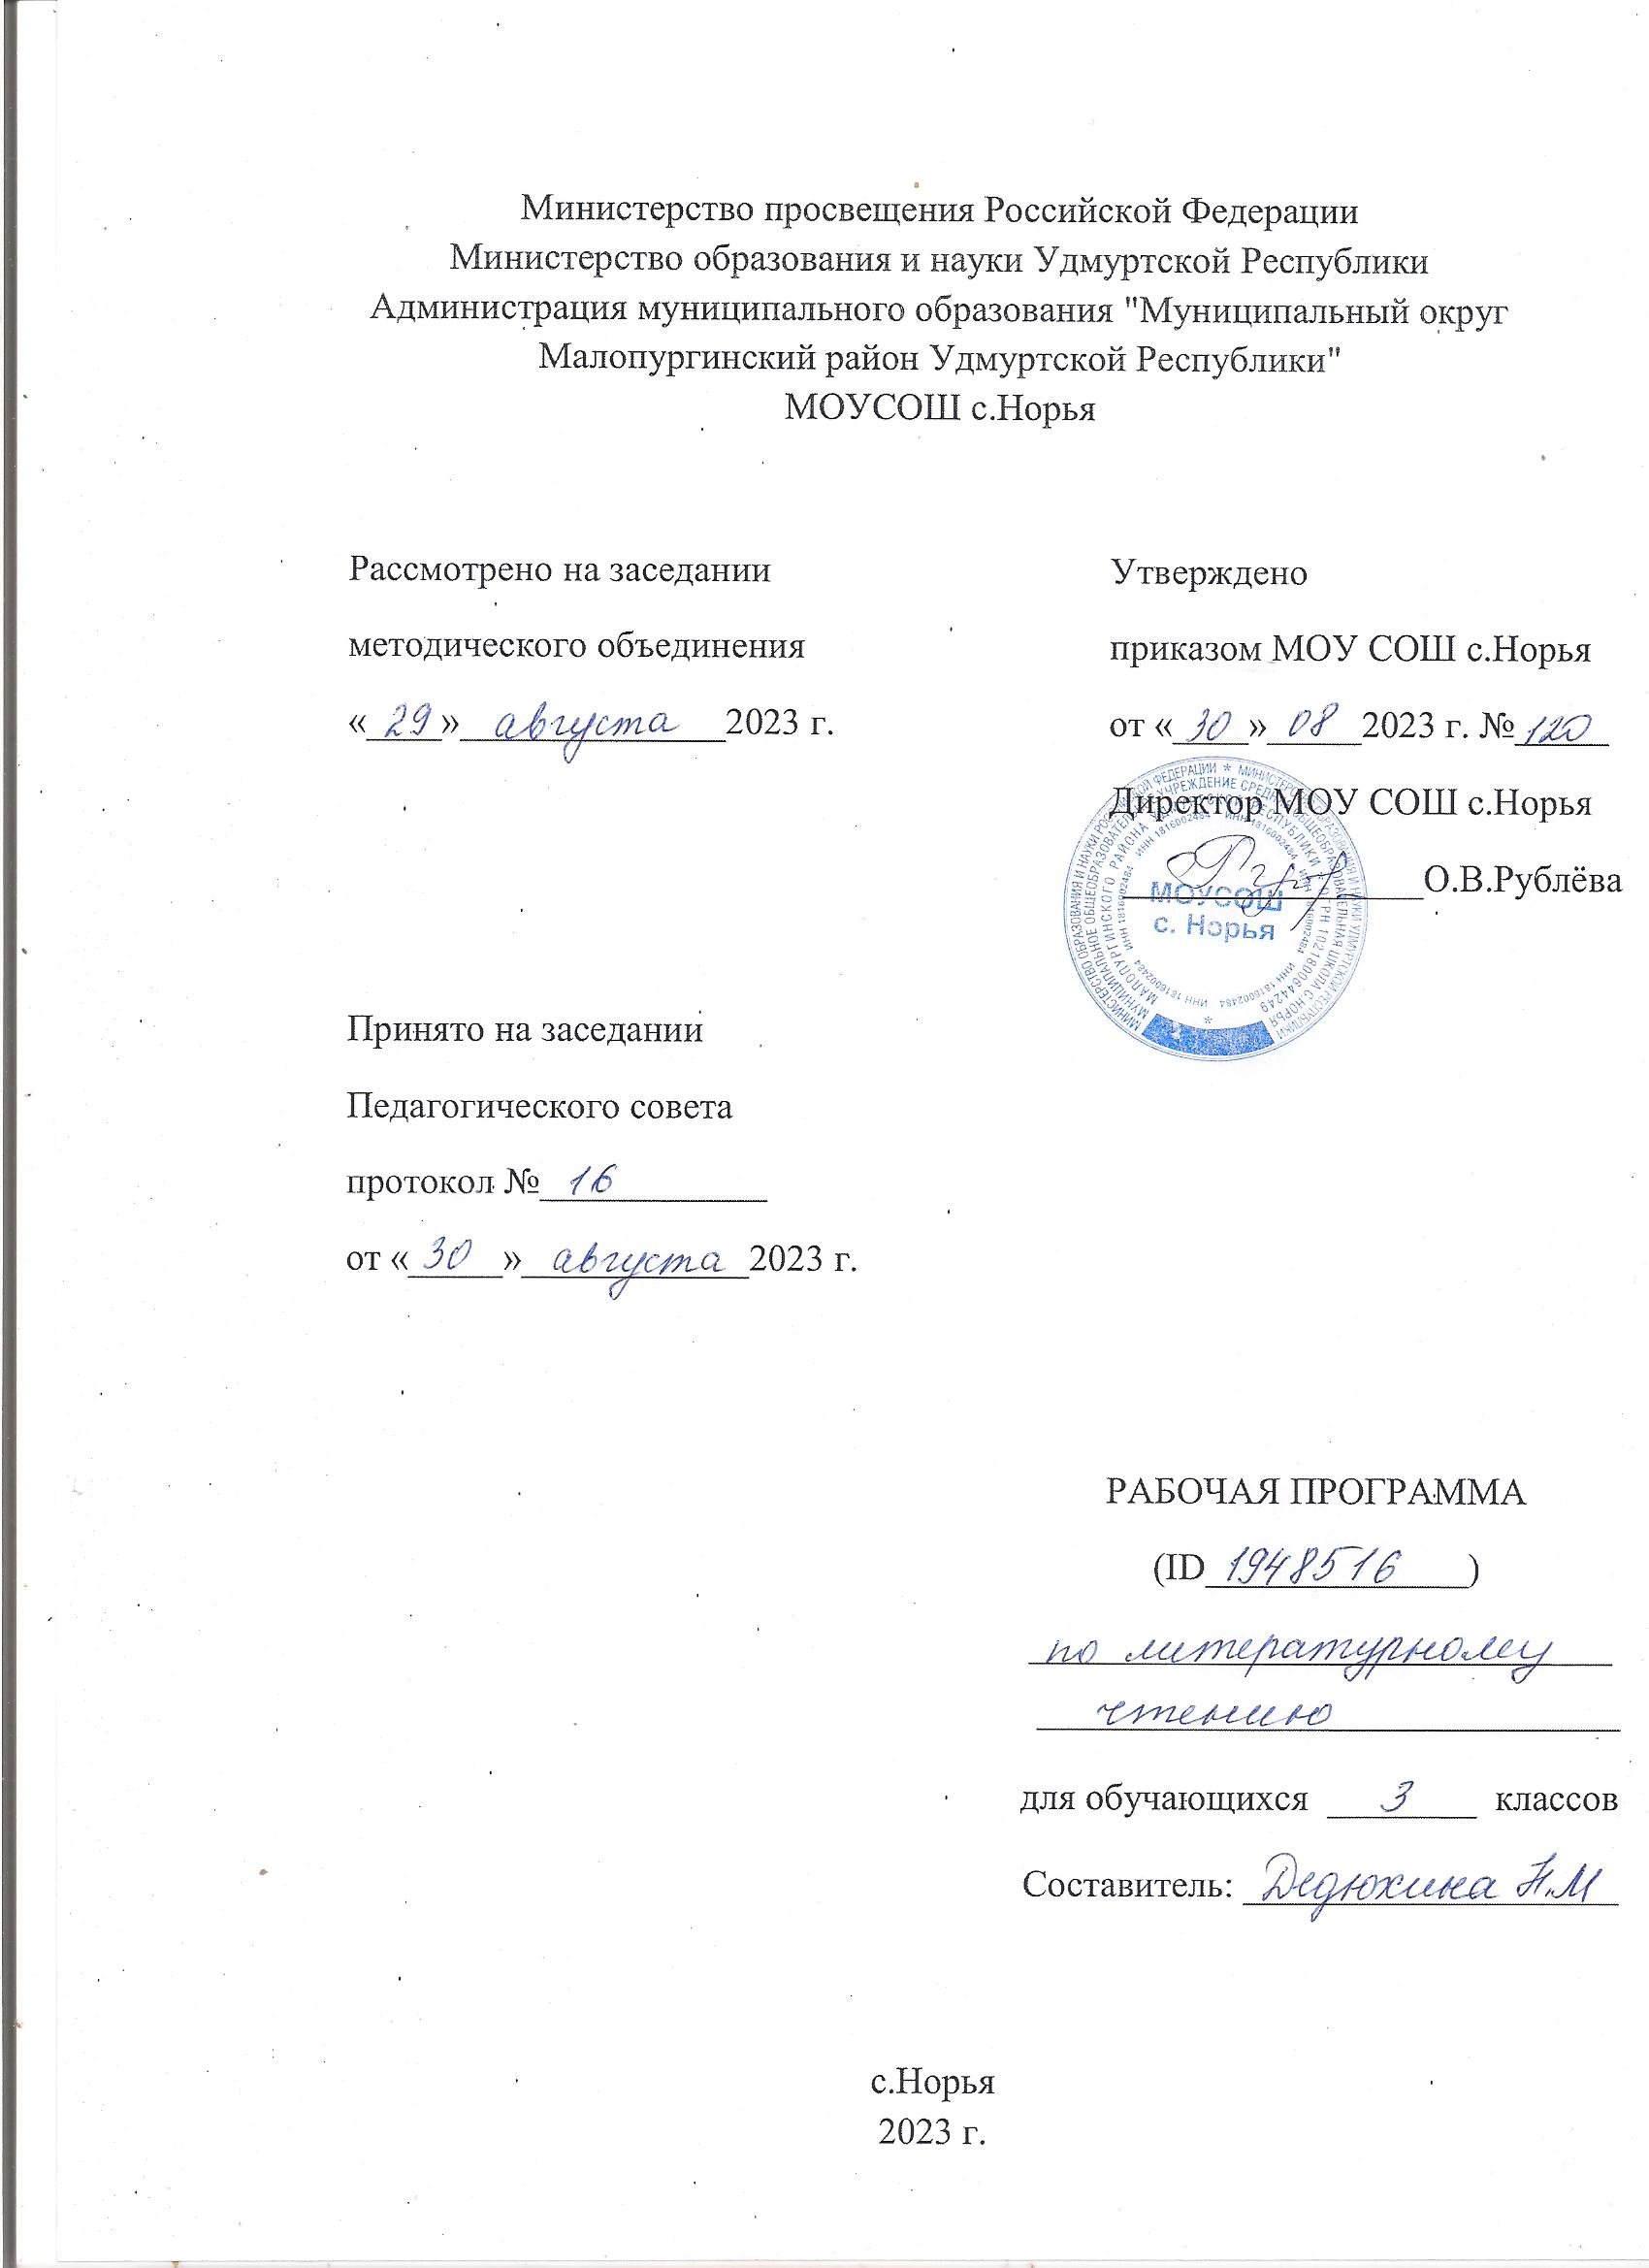 Министерство просвещения Российской Федерации
Министерство образования и науки Удмуртской Республики
Администрация муниципального образования "Муниципальный округ
Малопургинский район Удмуртской Республики"
МОУСОШ с.Норья
Рассмотрено на заседании
методического объединения
«29» августа 2023 г.
Утверждено
приказом МОУ СОШ с.Норья
от «30» 08 2023 г. №120
Директор МОУ СОШ с.Норья
О.В.Рублёва
МОУСОШ
с. Норья
Принято на заседании
Педагогического совета
протокол № 16
от «30» августа 2023 г.
РАБОЧАЯ ПРОГРАММА
(ID 1948516)
по литературному
чтению
для обучающихся 3 классов
Составитель: Дедюхина Н.М
с.Норья
2023 г.